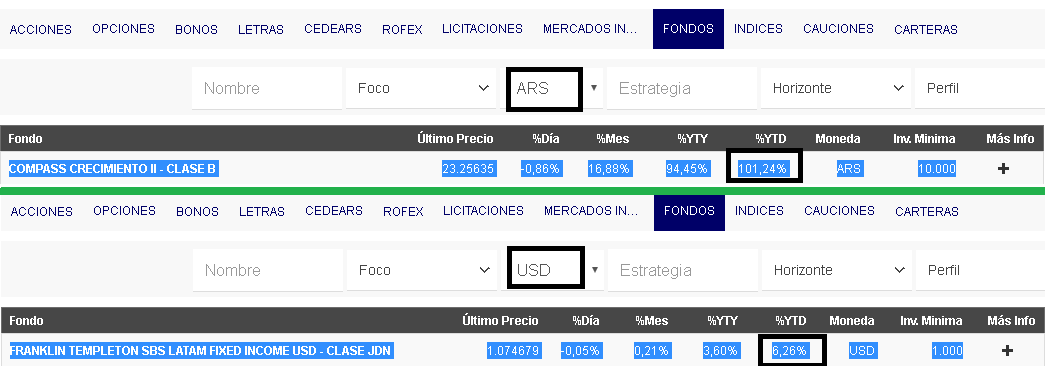 ACCIONES OPCIONES BONOS LETRAS CEDEARS ROFEX LICITACIONES MERCADOS IN... FONDOS INDICES CAUCIONES CARTERAS
Nombre Foco ARS Estrategia Horizonte Perfil
Fondo Último Precio %Día %Mes %YTY %YTD Moneda Inv. Minima Más Info
COMPASS CRECIMIENTO II - CLASE B 23.25635 -0,86% 16,88% 94,45% 101,24% ARS 10.000 +
ACCIONES OPCIONES BONOS LETRAS CEDEARS ROFEX LICITACIONES MERCADOS IN... FONDOS INDICES CAUCIONES CARTERAS
Nombre Foco USD Estrategia Horizonte Perfil
Fondo Último Precio %Día %Mes %YTY %YTD Moneda Inv. Minima Más Info
FRANKLIN TEMPLETON SBS LATAM FIXED INCOME USD - CLASE JDN 1.074679 -0,05% 0,21% 3,60% 6,26% USD 1.000 +